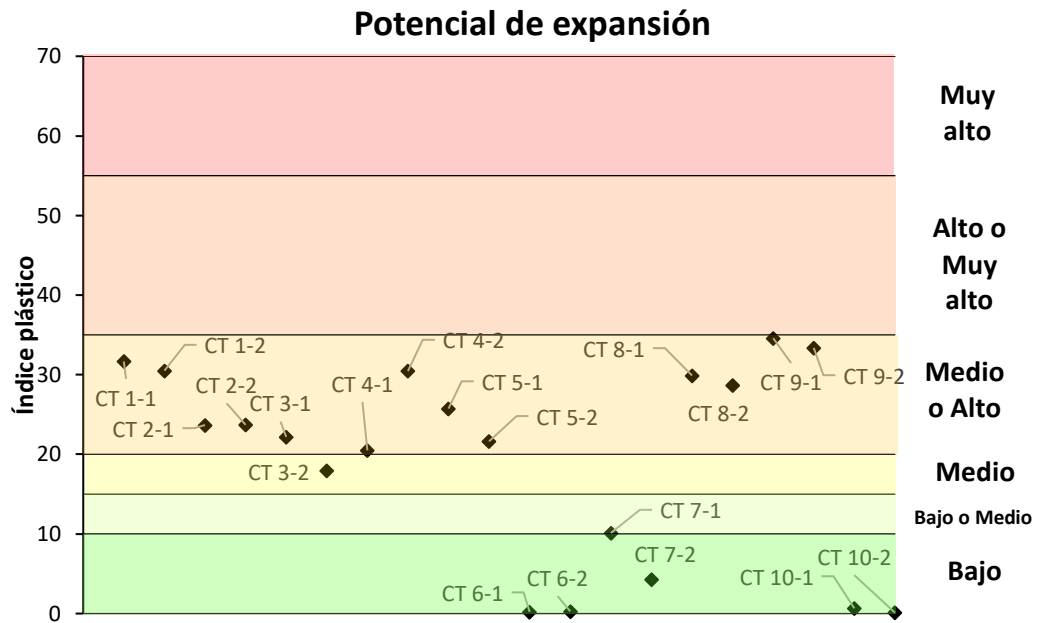 Potencial de expansión
Índice plástico
70
60
50
40
30
20
10
0
Muy
alto
Alto o
Muy
alto
Medio
o Alto
Medio
Bajo o Medio
Bajo
CT 1-1
CT 1-2
CT 2-1
CT 2-2
CT 3-1
CT 3-2
CT 4-1
CT 4-2
CT 5-1
CT 5-2
CT 6-1
CT 6-2
CT 7-1
CT 7-2
CT 8-1
CT 8-2
CT 9-1
CT 9-2
CT 10-1
CT 10-2